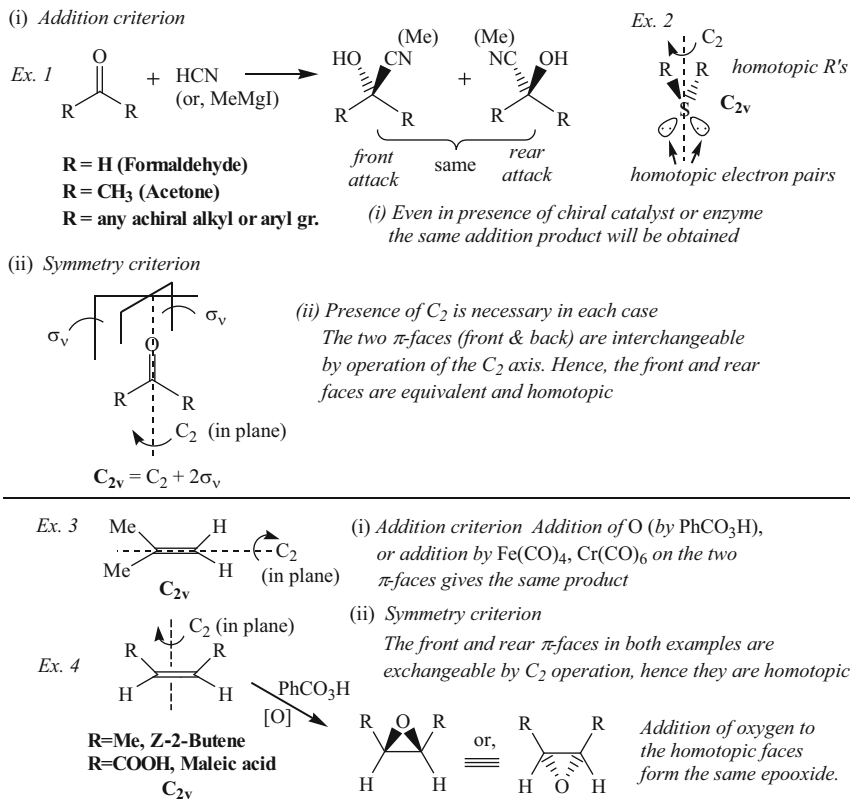 (i) Addition criterion
Ex. 1
O
R R
+ HCN
(or, MeMgI)
(Me)
HO CN
R R
+
(Me)
NC OH
R R
front
attack
same
rear
attack
R = H (Formaldehyde)
R = CH3 (Acetone)
R = any achiral alkyl or aryl gr.
(i) Even in presence of chiral catalyst or enzyme
the same addition product will be obtained
Ex. 2
C2
R R
homotopic R's
S
C2v
homotopic electron pairs
(ii) Symmetry criterion
σv
σv
O
R R
C2 (in plane)
C2v = C2 + 2σv
(ii) Presence of C2 is necessary in each case
The two π-faces (front & back) are interchangeable
by operation of the C2 axis. Hence, the front and rear
faces are equivalent and homotopic
Ex. 3
Me H
C2
Me H
(in plane)
C2v
(i) Addition criterion Addition of O (by PhCO3H),
or addition by Fe(CO)4, Cr(CO)6 on the two
π-faces gives the same product
Ex. 4
C2 (in plane)
R R
H H
R=Me, Z-2-Butene
R=COOH, Maleic acid
C2v
PhCO3H
[O]
(ii) Symmetry criterion
The front and rear π-faces in both examples are
exchangeable by C2 operation, hence they are homotopic
R O R
H H
or,
R R
H O H
Addition of oxygen to
the homotopic faces
form the same epooxide.